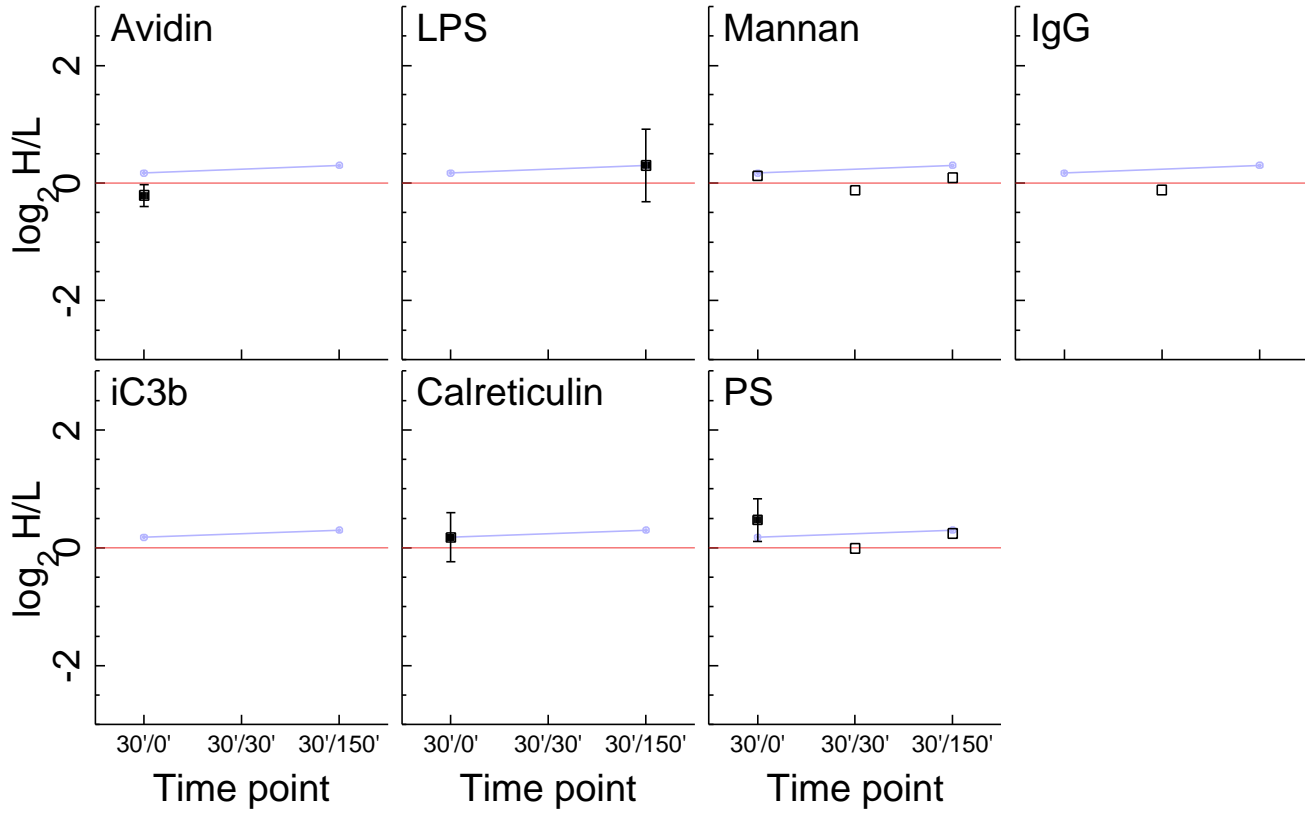 Avidin LPS Mannan IgG
log2 H/L
2
0
-2
iC3b Calreticulin PS
log2 H/L
2
0
-2
30'/0' 30'/30' 30'/150' 30'/0' 30'/30' 30'/150' 30'/0' 30'/30' 30'/150'
Time point Time point Time point